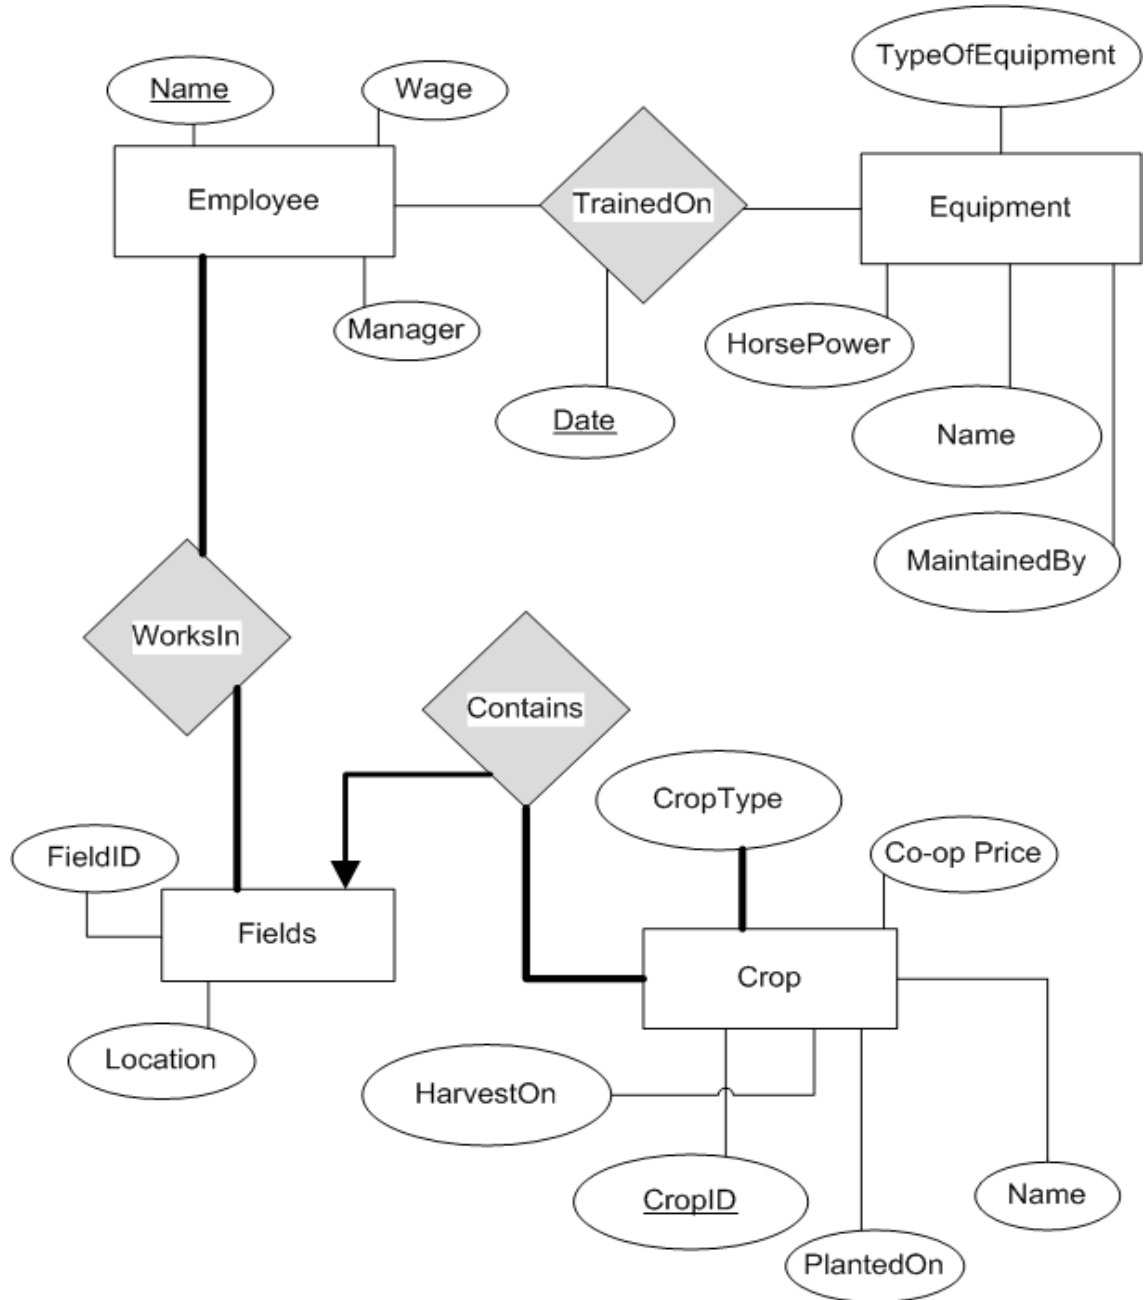 TypeOfEquipment
Name
Wage
Employee
TrainedOn
Equipment
Manager
HorsePower
Date
Name
MaintainedBy
WorksIn
Contains
CropType
FieldID
Co-op Price
Fields
Crop
Location
HarvestOn
CropID
Name
PlantedOn